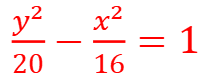 y²/20 − x²/16 = 1